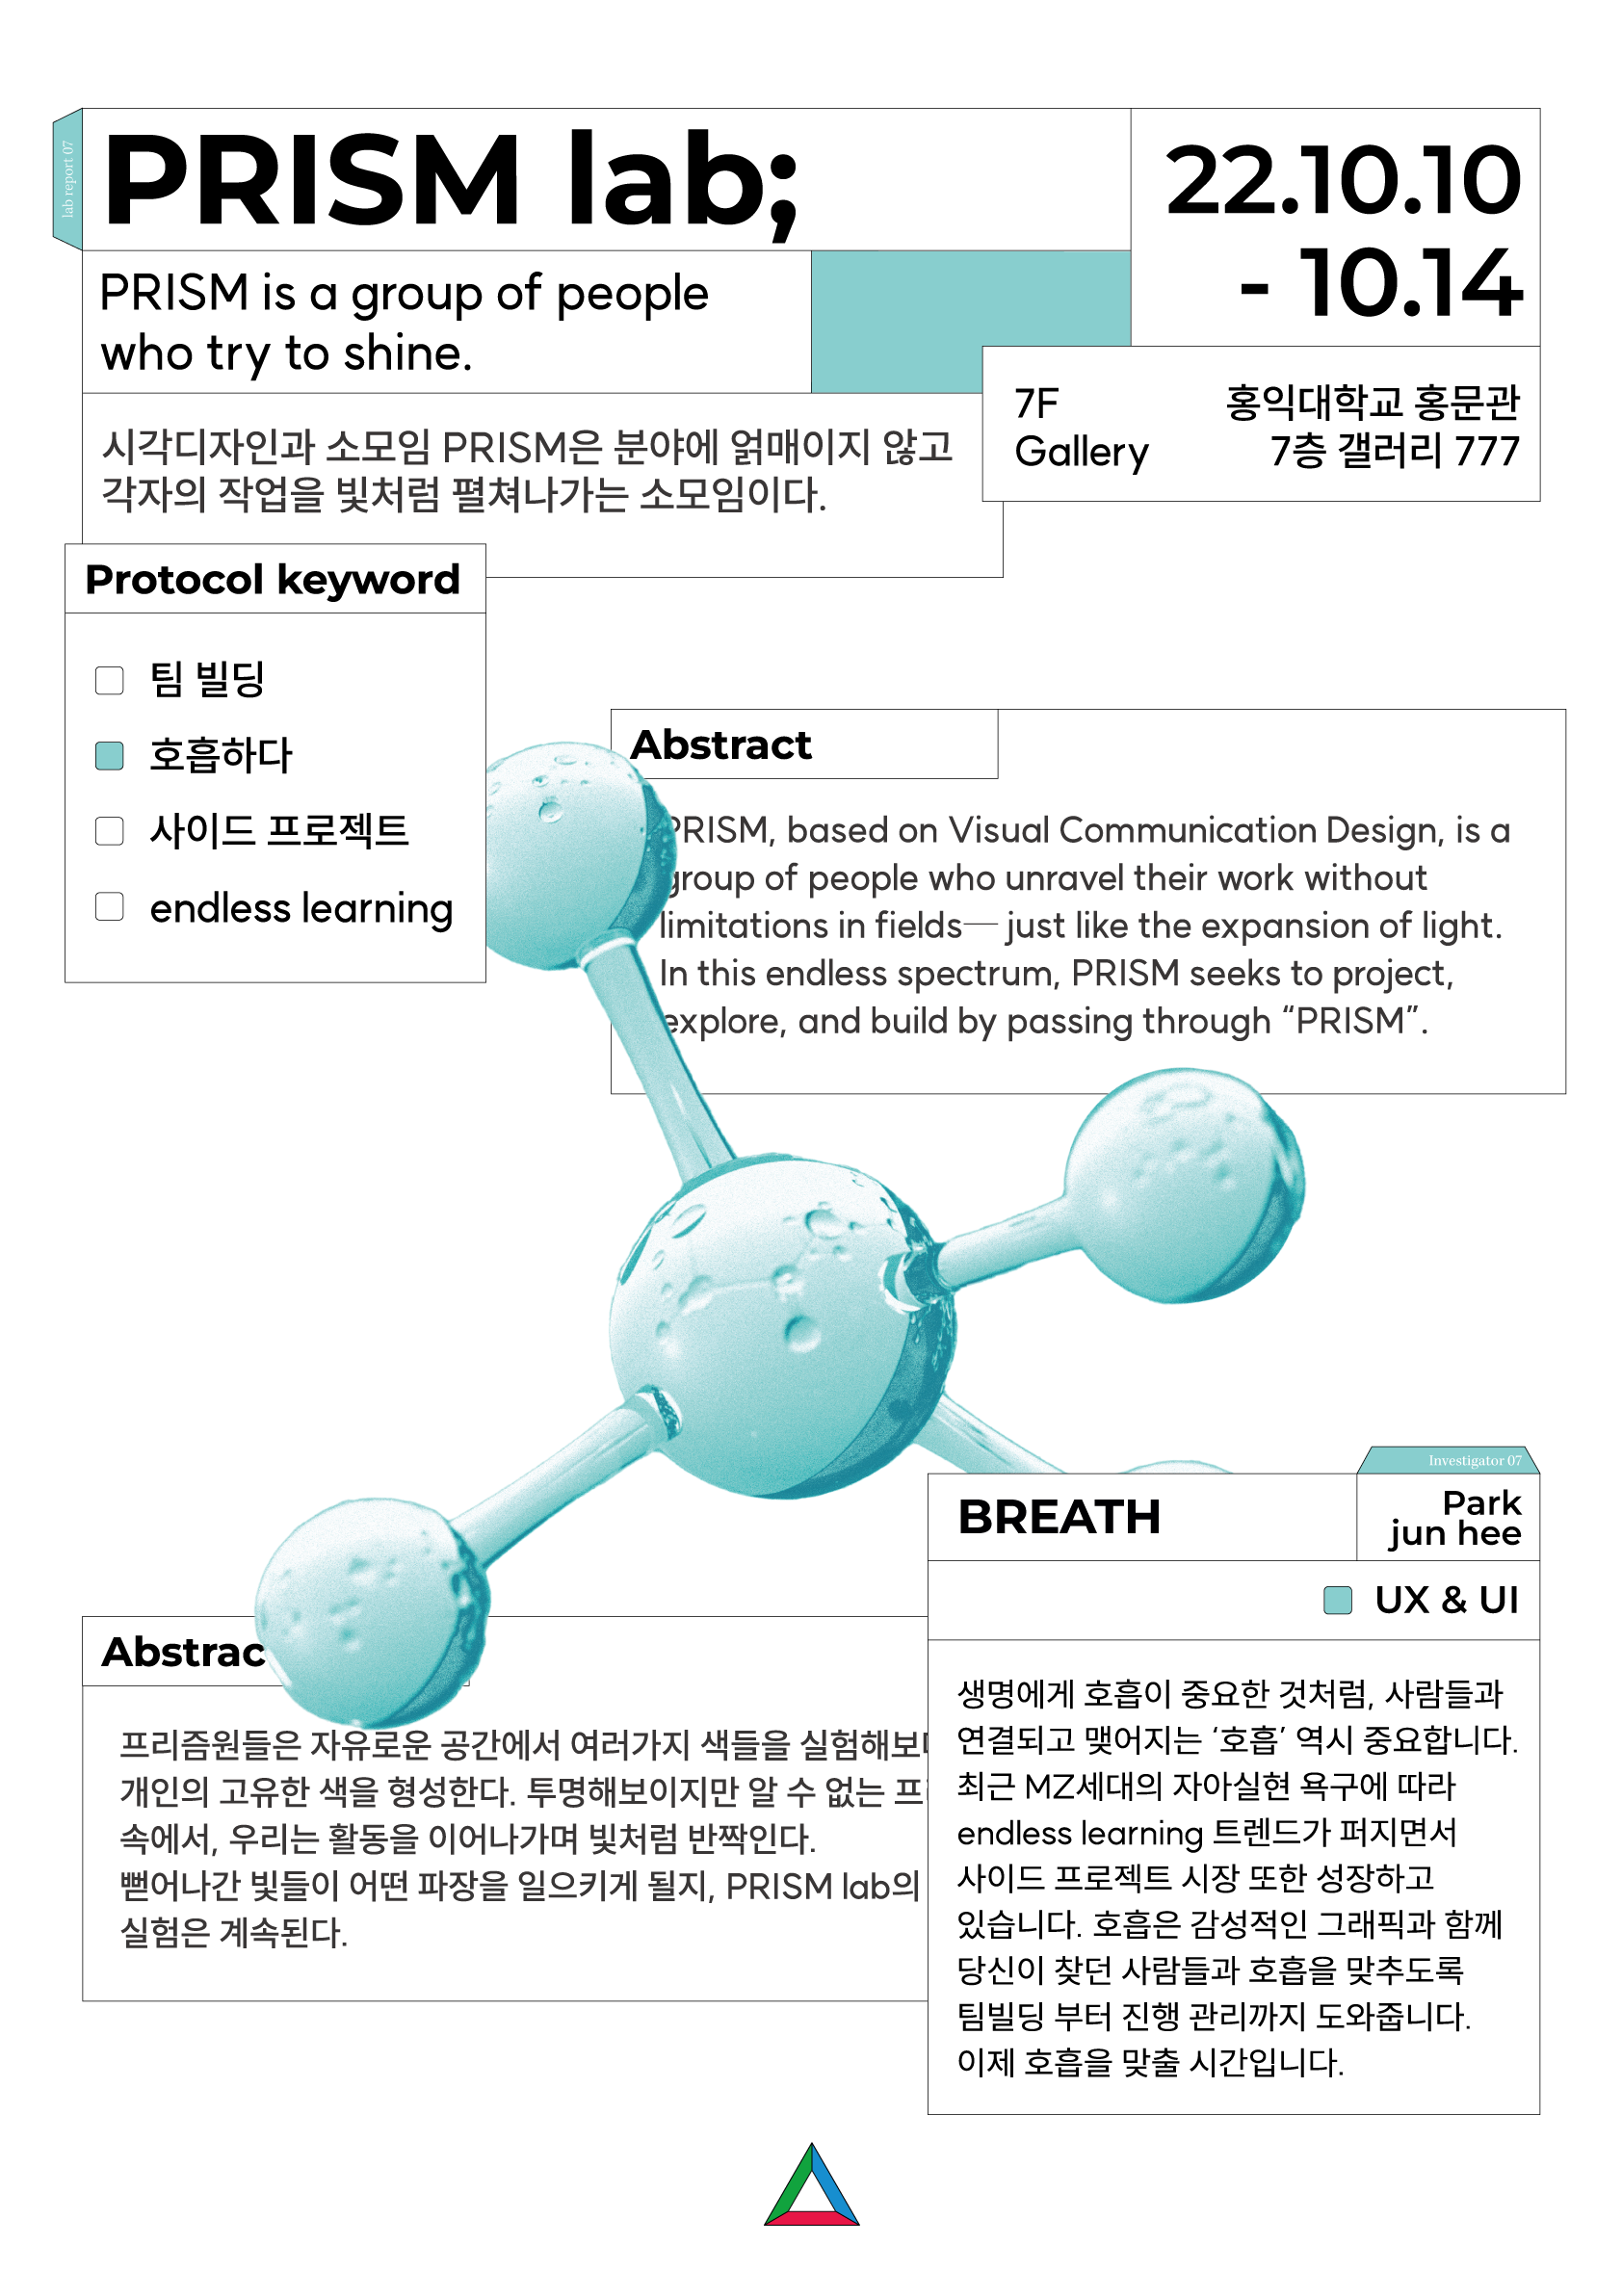 lab report 07
PRISM lab;
22.10.10
- 10.14
PRISM is a group of people
who try to shine.
7F
Gallery
홍익대학교 홍문관
7층 갤러리 777
시각디자인과 소모임 PRISM은 분야에 얽매이지 않고
각자의 작업을 빛처럼 펼쳐나가는 소모임이다.
Protocol keyword
팀 빌딩
호흡하다
사이드 프로젝트
endless learning
Abstract
PRISM, based on Visual Communication Design, is a
group of people who unravel their work without
limitations in fields— just like the expansion of light.
In this endless spectrum, PRISM seeks to project,
explore, and build by passing through “PRISM”.
Abstrac
프리즘원들은 자유로운 공간에서 여러가지 색들을 실험해보
개인의 고유한 색을 형성한다. 투명해보이지만 알 수 없는 프
속에서, 우리는 활동을 이어나가며 빛처럼 반짝인다.
뻗어나간 빛들이 어떤 파장을 일으키게 될지, PRISM lab의
실험은 계속된다.
Investigator 07
BREATH
Park
jun hee
UX & UI
생명에게 호흡이 중요한 것처럼, 사람들과
연결되고 맺어지는 ‘호흡’ 역시 중요합니다.
최근 MZ세대의 자아실현 욕구에 따라
endless learning 트렌드가 퍼지면서
사이드 프로젝트 시장 또한 성장하고
있습니다. 호흡은 감성적인 그래픽과 함께
당신이 찾던 사람들과 호흡을 맞추도록
팀빌딩 부터 진행 관리까지 도와줍니다.
이제 호흡을 맞출 시간입니다.